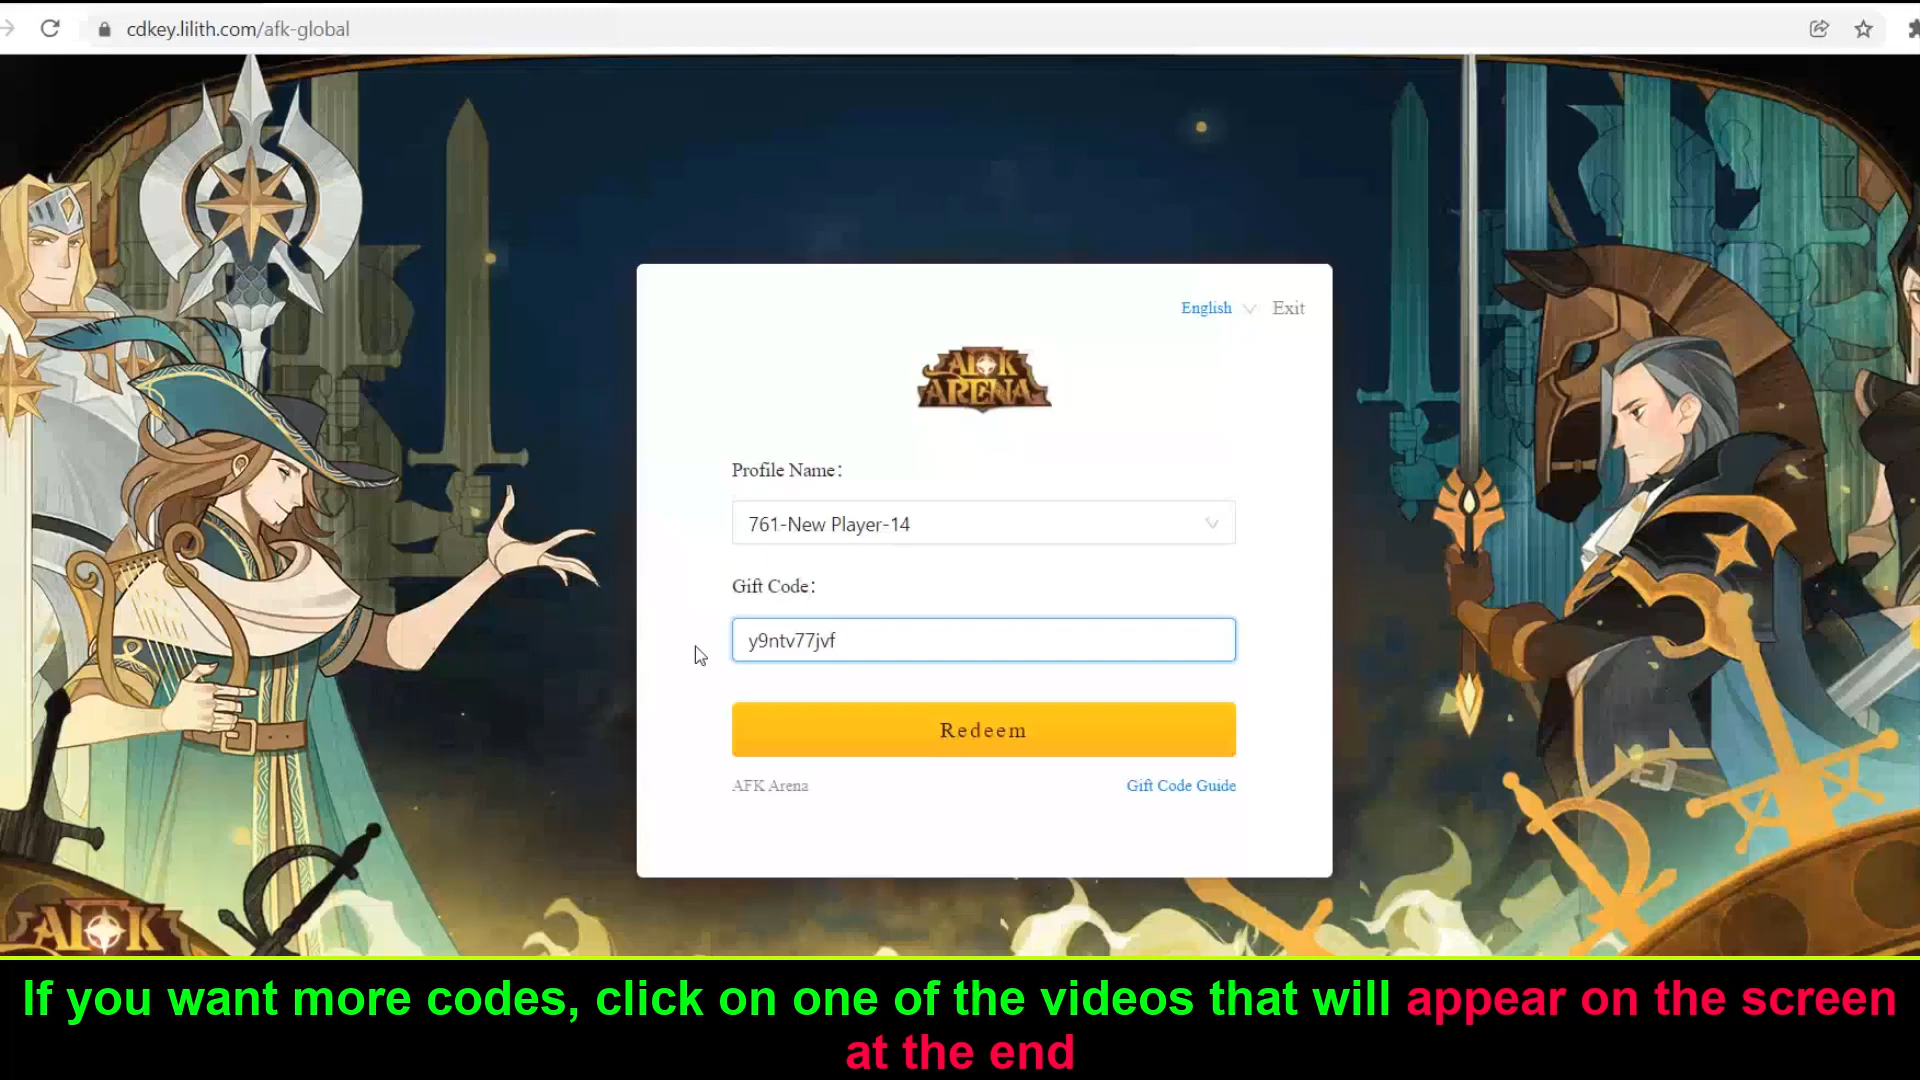 cdkey.lilith.com/afk-global
English Exit
AFK
ARENA
Profile Name:
761-New Player-14
Gift Code:
y9ntv77jvf
Redeem
AFK Arena Gift Code Guide
AFK
If you want more codes, click on one of the videos that will appear on the screen
at the end